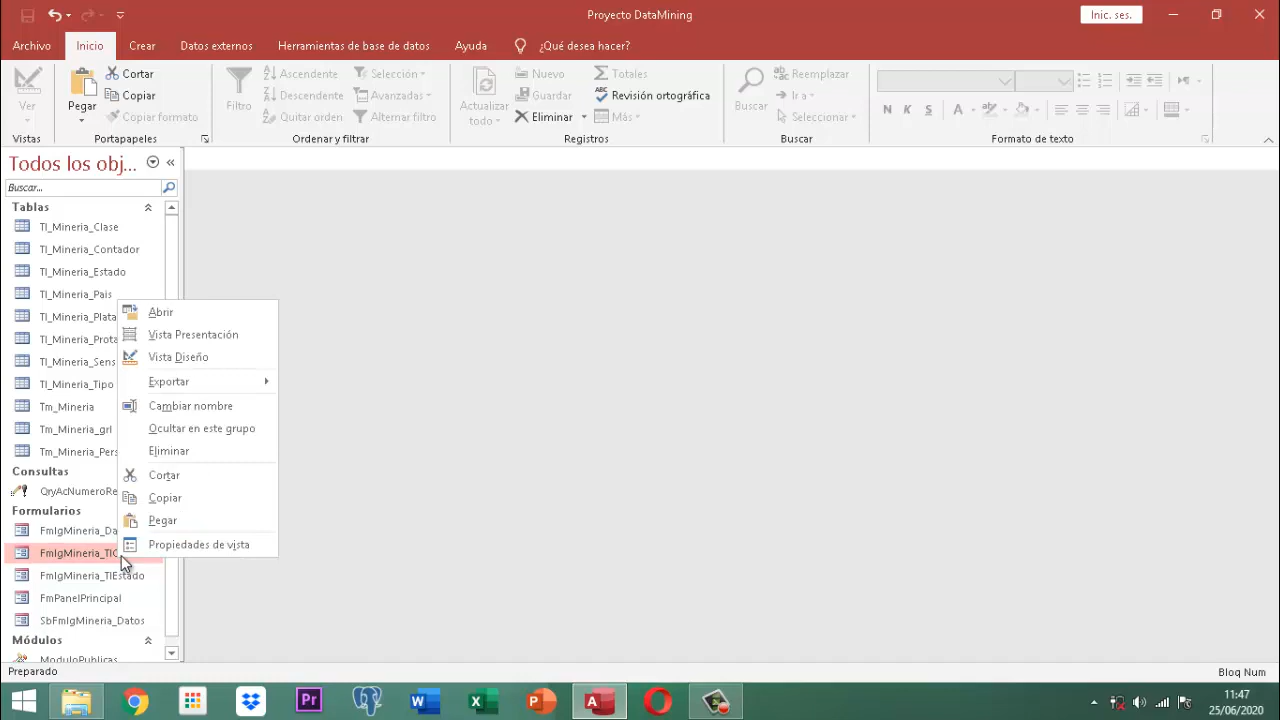 Proyecto DataMining
Inic. ses.
Archivo
Inicio
Crear
Datos externos
Herramientas de base de datos
Ayuda
¿Qué desea hacer?
Ver
Vistas
Pegar
Cortar
Copiar
Copiar formato
Portapapeles
Filtro
Ascendente
Descendente
Quitar orden
Selección
Avanzadas
Alternar filtro
Ordenar y filtrar
Actualizar
todo
Nuevo
Guardar
Eliminar
Totales
Revisión ortográfica
Más
Registros
Buscar
Reemplazar
Ir a
Seleccionar
Buscar
N K S
A
Formato de texto
Todos los obj...
Buscar...
Tablas
Tl_Mineria_Clase
Tl_Mineria_Contador
Tl_Mineria_Estado
Tl_Mineria_Pais
Tl_Mineria_Plata
Tl_Mineria_Prota
Tl_Mineria_Sens
Tl_Mineria_Tipo
Tm_Mineria
Tm_Mineria_grl
Tm_Mineria_Pers
Consultas
QryAcNumeroRe
Formularios
FmIgMineria_Da
FmIgMineria_TlC
FmIgMineria_TlEstado
FmPanelPrincipal
SbFmIgMineria_Datos
Módulos
ModuloPublicas
Abrir
Vista Presentación
Vista Diseño
Exportar
Cambiar nombre
Ocultar en este grupo
Eliminar
Cortar
Copiar
Pegar
Propiedades de vista
Preparado
Bloq Num
Pr
W
X
P
A
11:47
25/06/2020